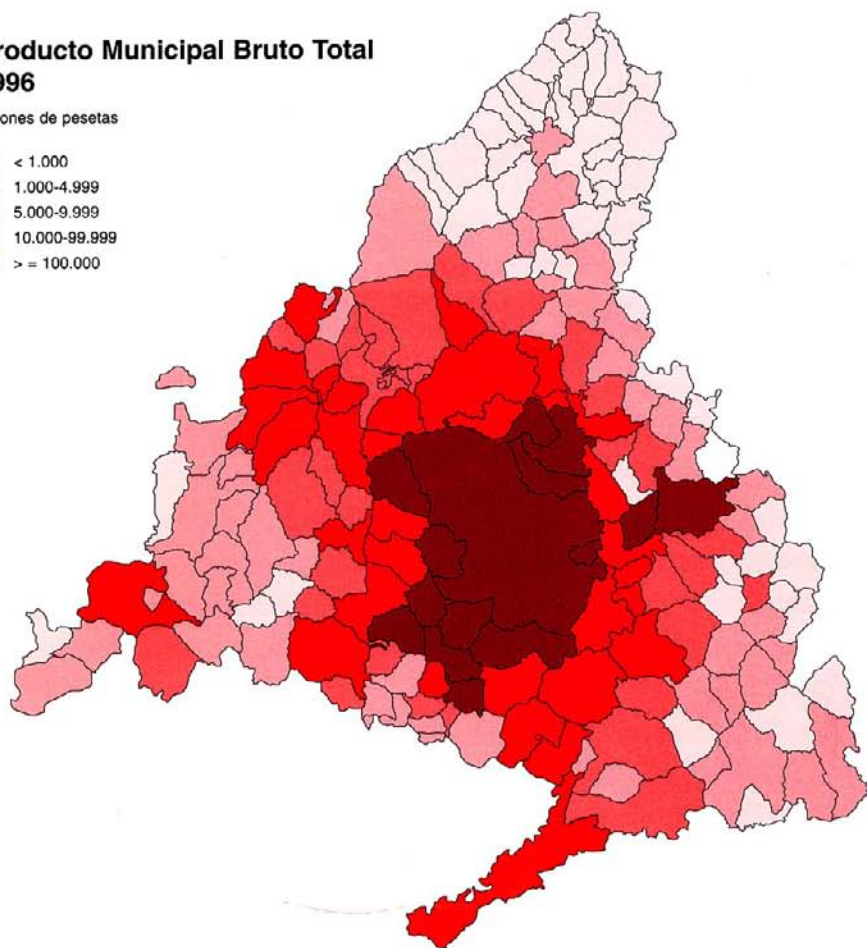 roducto Municipal Bruto Total
996
ones de pesetas
< 1.000
1.000-4.999
5.000-9.999
10.000-99.999
> = 100.000